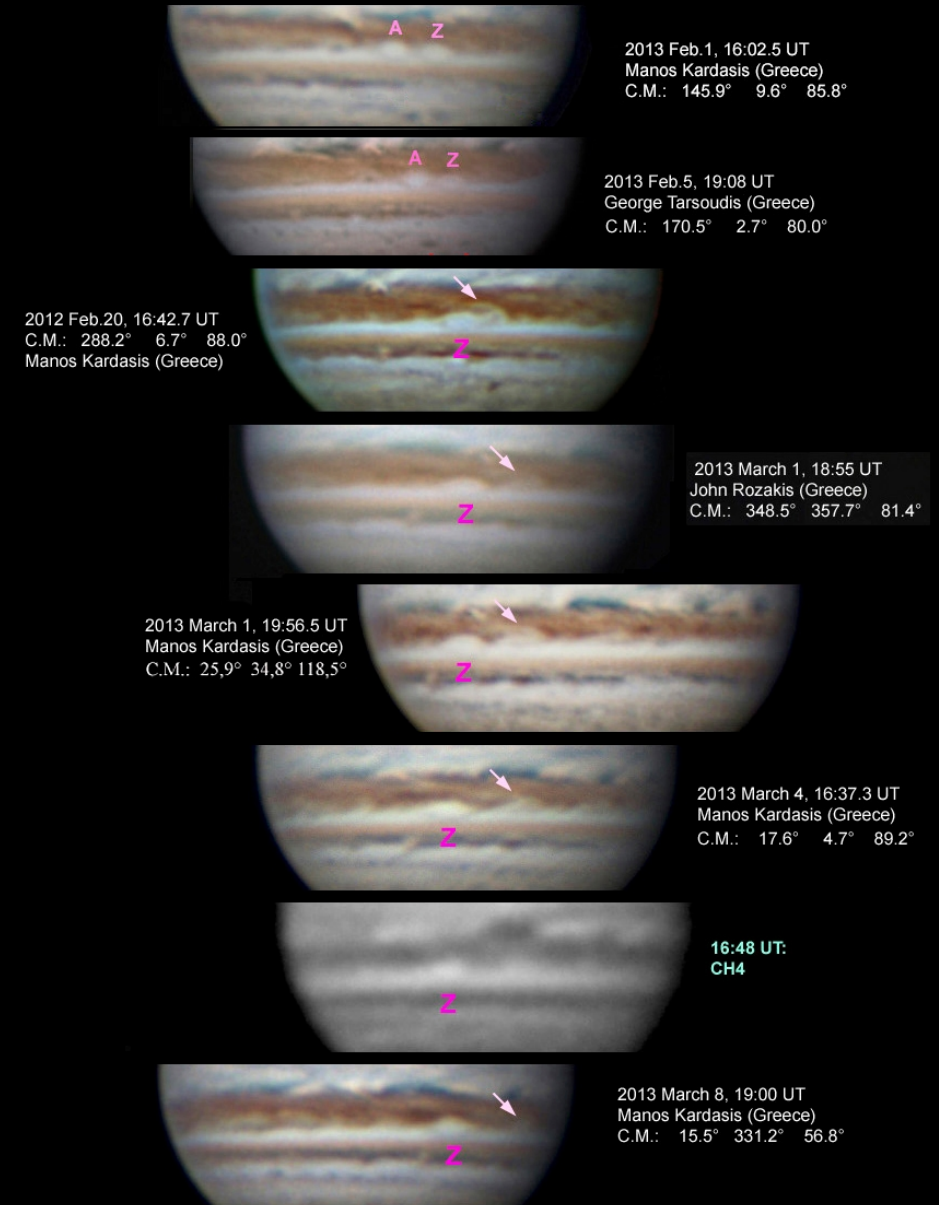 A Z
2013 Feb.1, 16:02.5 UT
Manos Kardasis (Greece)
C.M.: 145.9° 9.6° 85.8°
A Z
2013 Feb.5, 19:08 UT
George Tarsoudis (Greece)
C.M.: 170.5° 2.7° 80.0°
2012 Feb.20, 16:42.7 UT
C.M.: 288.2° 6.7° 88.0°
Manos Kardasis (Greece)
Z
2013 March 1, 18:55 UT
John Rozakis (Greece)
C.M.: 348.5° 357.7° 81.4°
Z
2013 March 1, 19:56.5 UT
Manos Kardasis (Greece)
C.M.: 25,9° 34,8° 118,5°
Z
2013 March 4, 16:37.3 UT
Manos Kardasis (Greece)
C.M.: 17.6° 4.7° 89.2°
Z
16:48 UT:
CH4
Z
2013 March 8, 19:00 UT
Manos Kardasis (Greece)
C.M.: 15.5° 331.2° 56.8°
Z